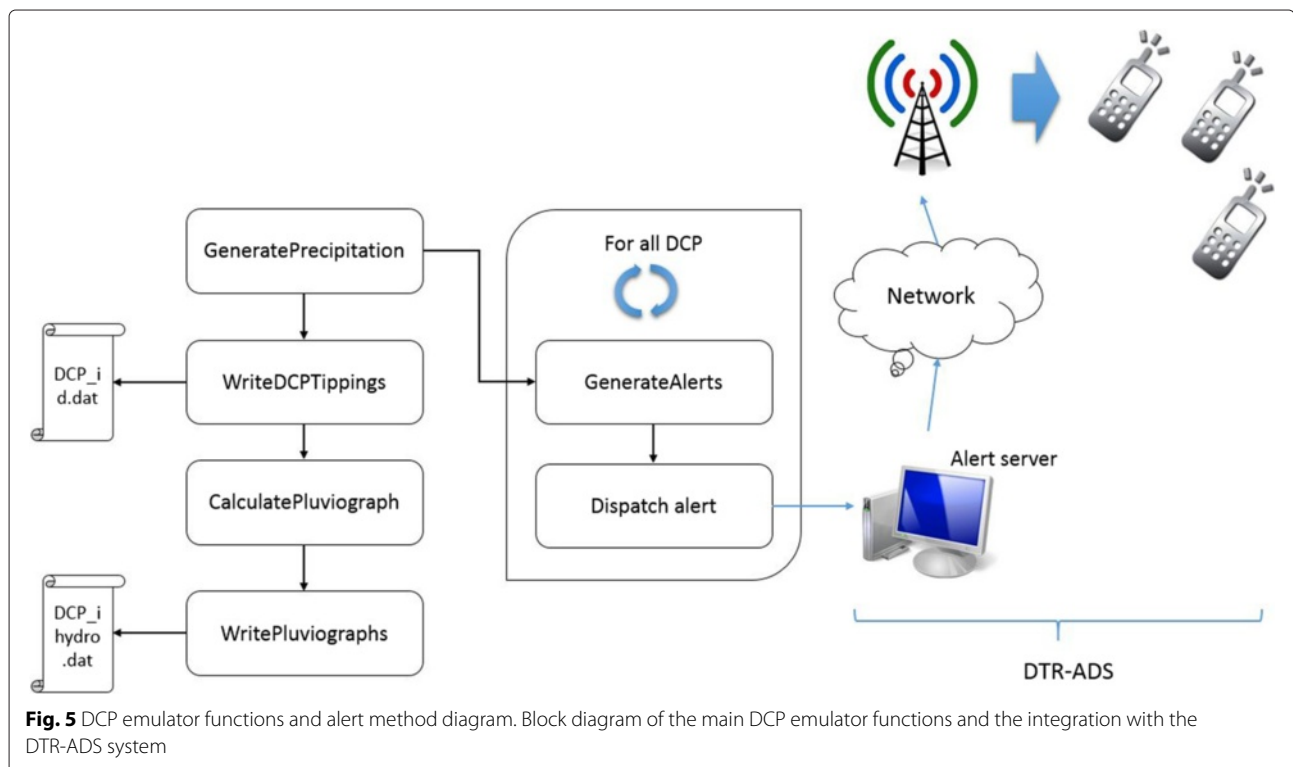 GeneratePrecipitation
For all DCP
Network
DCP_i
d.dat
WriteDCPTippings
GenerateAlerts
Alert server
CalculatePluviograph
Dispatch alert
DCP_i
hydro
.dat
WritePluviographs
DTR-ADS
Fig. 5 DCP emulator functions and alert method diagram. Block diagram of the main DCP emulator functions and the integration with the
DTR-ADS system